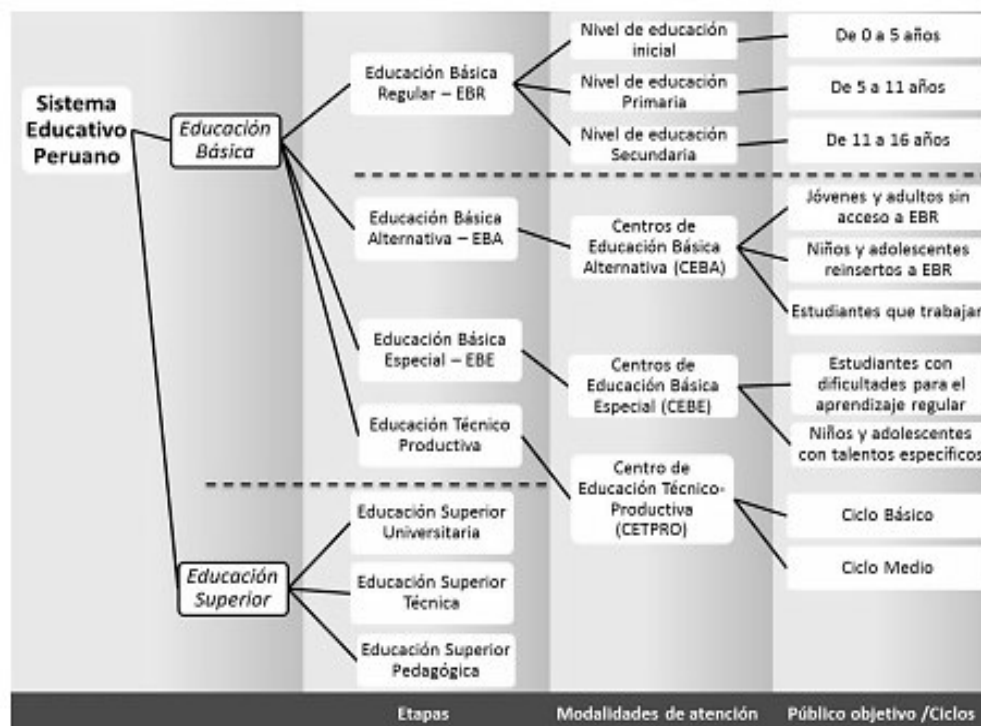 Sistema
Educativo
Peruano
Educación
Básica
Educación Básica
Regular – EBR
Nivel de educación
inicial
De 0 a 5 años
Nivel de educación
Primaria
De 5 a 11 años
Nivel de educación
Secundaria
De 11 a 16 años
Educación Básica
Alternativa – EBA
Centros de
Educación Básica
Alternativa (CEBA)
Jóvenes y adultos sin
acceso a EBR
Niños y adolescentes
reinsertos a EBR
Estudiantes que trabajan
Educación Básica
Especial – EBE
Centros de
Educación Básica
Especial (CEBE)
Estudiantes con
dificultades para el
aprendizaje regular
Niños y adolescentes
con talentos específicos
Educación Técnico
Productiva
Centro de
Educación Técnico-
Productiva
(CETPRO)
Ciclo Básico
Ciclo Medio
Educación
Superior
Educación Superior
Universitaria
Educación Superior
Técnica
Educación Superior
Pedagógica
Etapas
Modalidades de atención
Público objetivo /Ciclos